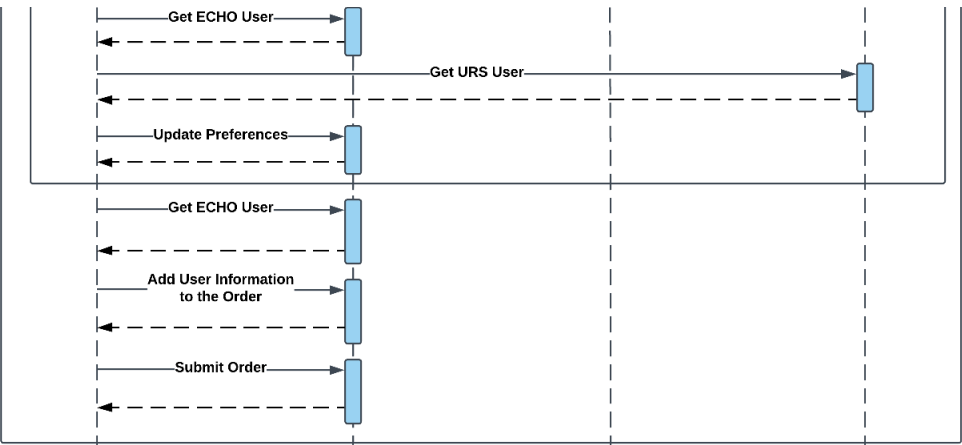 Get ECHO User
Get URS User
Update Preferences
Get ECHO User
Add User Information
to the Order
Submit Order